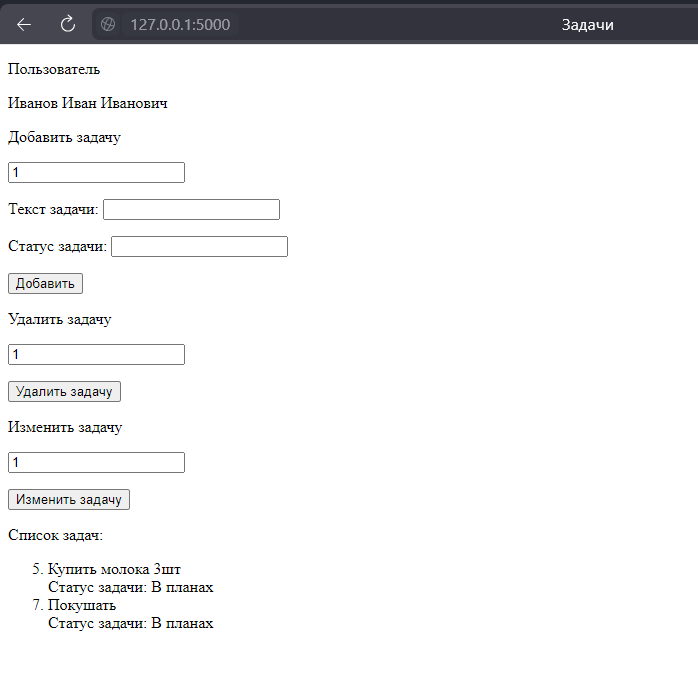 127.0.0.1:5000 Задачи
Пользователь
Иванов Иван Иванович
Добавить задачу
1
Текст задачи:
Статус задачи:
Добавить
Удалить задачу
1
Удалить задачу
Изменить задачу
1
Изменить задачу
Список задач:
5. Купить молока 3шт
Статус задачи: В планах
7. Покушать
Статус задачи: В планах